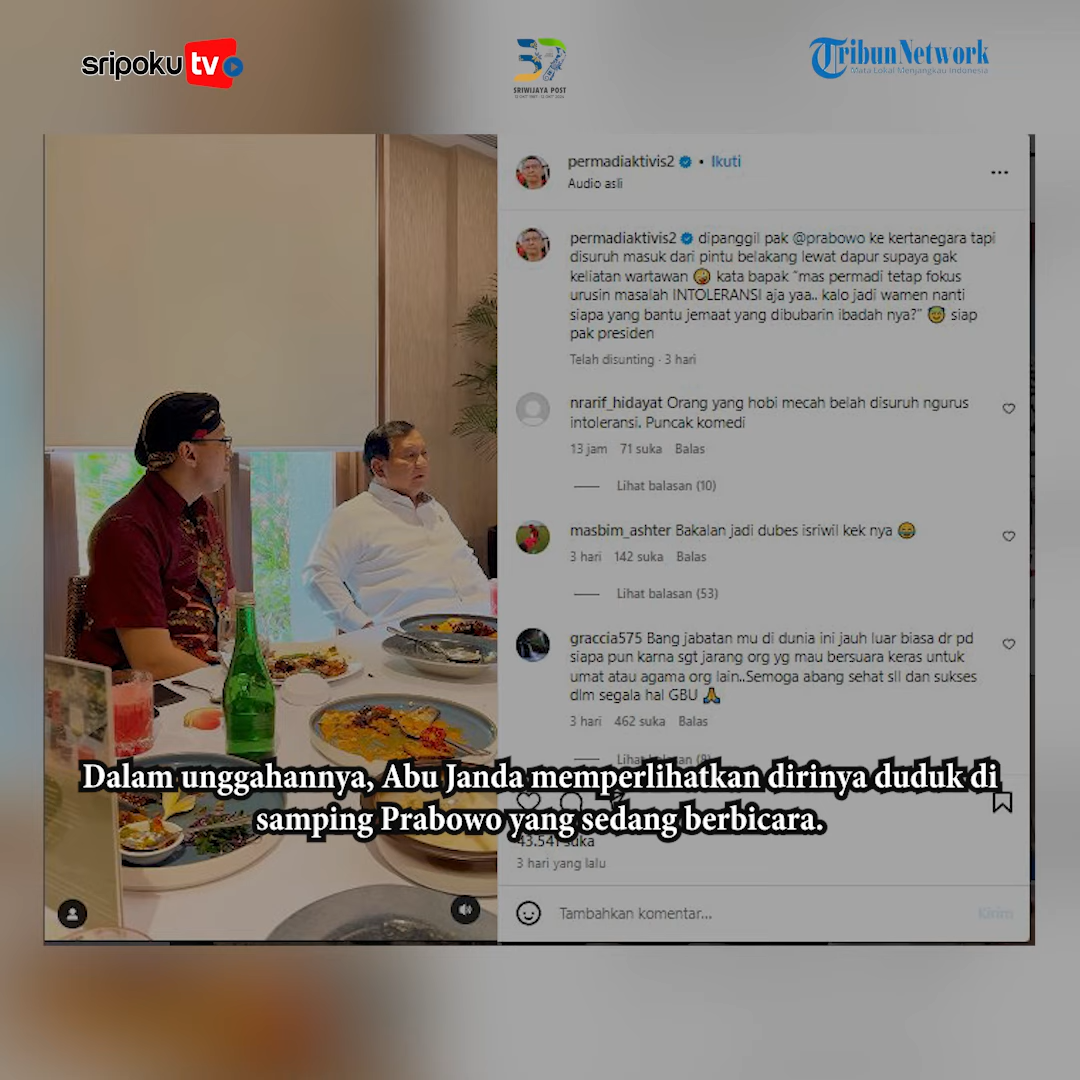 sripoku tv
37
SRIWIJAYA POST
Tribun Network
Mata Lokal Menjangkau Indonesia
permadiaktivis2 • Ikuti
Audio asli
permadiaktivis2 dipanggil pak @prabowo ke kertanegara tapi
disuruh masuk dari pintu belakang lewat dapur supaya gak
keliatan wartawan 🤪 kata bapak "mas permadi tetap fokus
urusin masalah INTOLERANSI aja yaa.. kalo jadi wamen nanti
siapa yang bantu jemaat yang dibubarin ibadah nya?" 😇 siap
pak presiden
Telah disunting · 3 hari
nrarif_hidayat Orang yang hobi mecah belah disuruh ngurus
intoleransi. Puncak komedi
13 jam 71 suka Balas
Lihat balasan (10)
masbim_ashter Bakalan jadi dubes isriwil kek nya 😂
3 hari 142 suka Balas
Lihat balasan (53)
graccia575 Bang jabatan mu di dunia ini jauh luar biasa dr pd
siapa pun karna sgt jarang org yg mau bersuara keras untuk
umat atau agama org lain..Semoga abang sehat sll dan sukses
dlm segala hal GBU 🙏
3 hari 462 suka Balas
Lihat balasan (8)
Dalam unggahannya, Abu Janda memperlihatkan dirinya duduk di
samping Prabowo yang sedang berbicara.
43.541 suka
3 hari yang lalu
Tambahkan komentar...
Kirim